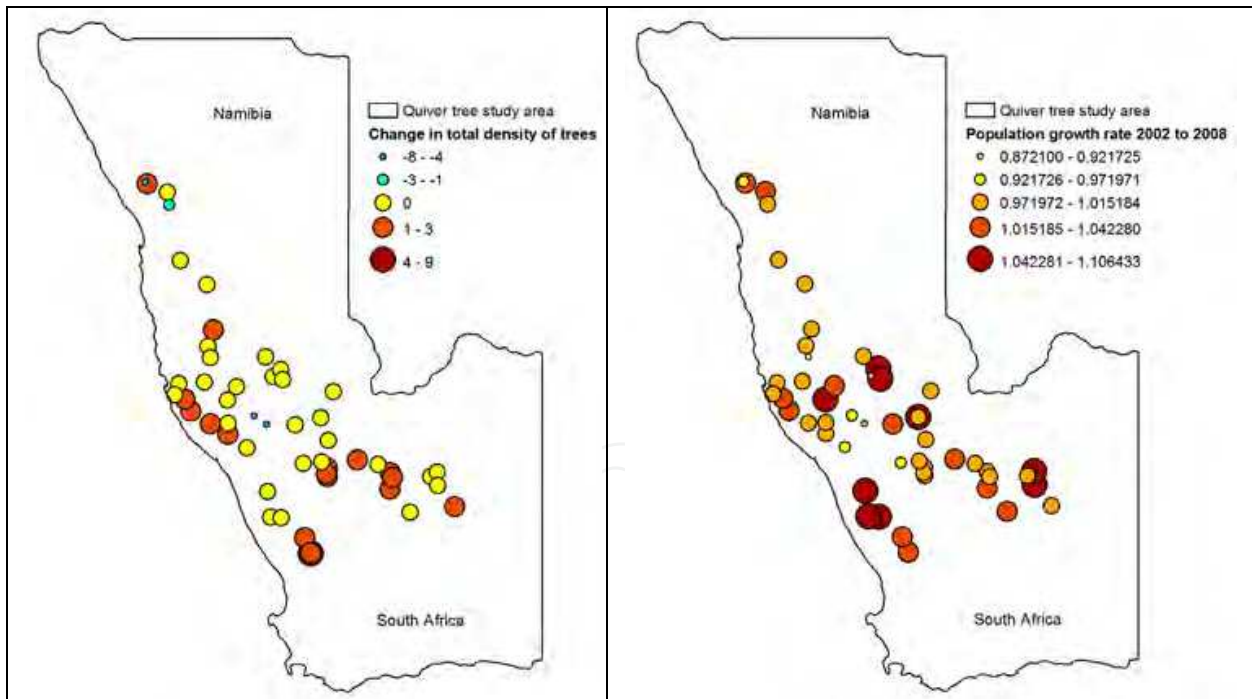 Namibia
Quiver tree study area
Change in total density of trees
-8 - -4
-3 - -1
0
1 - 3
4 - 9
South Africa
Namibia
Quiver tree study area
Population growth rate 2002 to 2008
0.872100 - 0.921725
0.921726 - 0.971971
0.971972 - 1.015184
1.015185 - 1.042280
1.042281 - 1.106433
South Africa